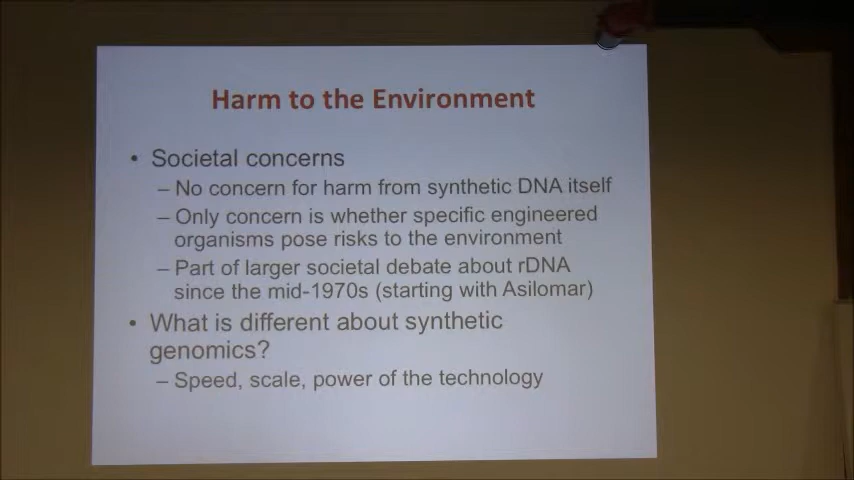 Harm to the Environment
• Societal concerns
– No concern for harm from synthetic DNA itself
– Only concern is whether specific engineered
organisms pose risks to the environment
– Part of larger societal debate about rDNA
since the mid-1970s (starting with Asilomar)
• What is different about synthetic
genomics?
– Speed, scale, power of the technology